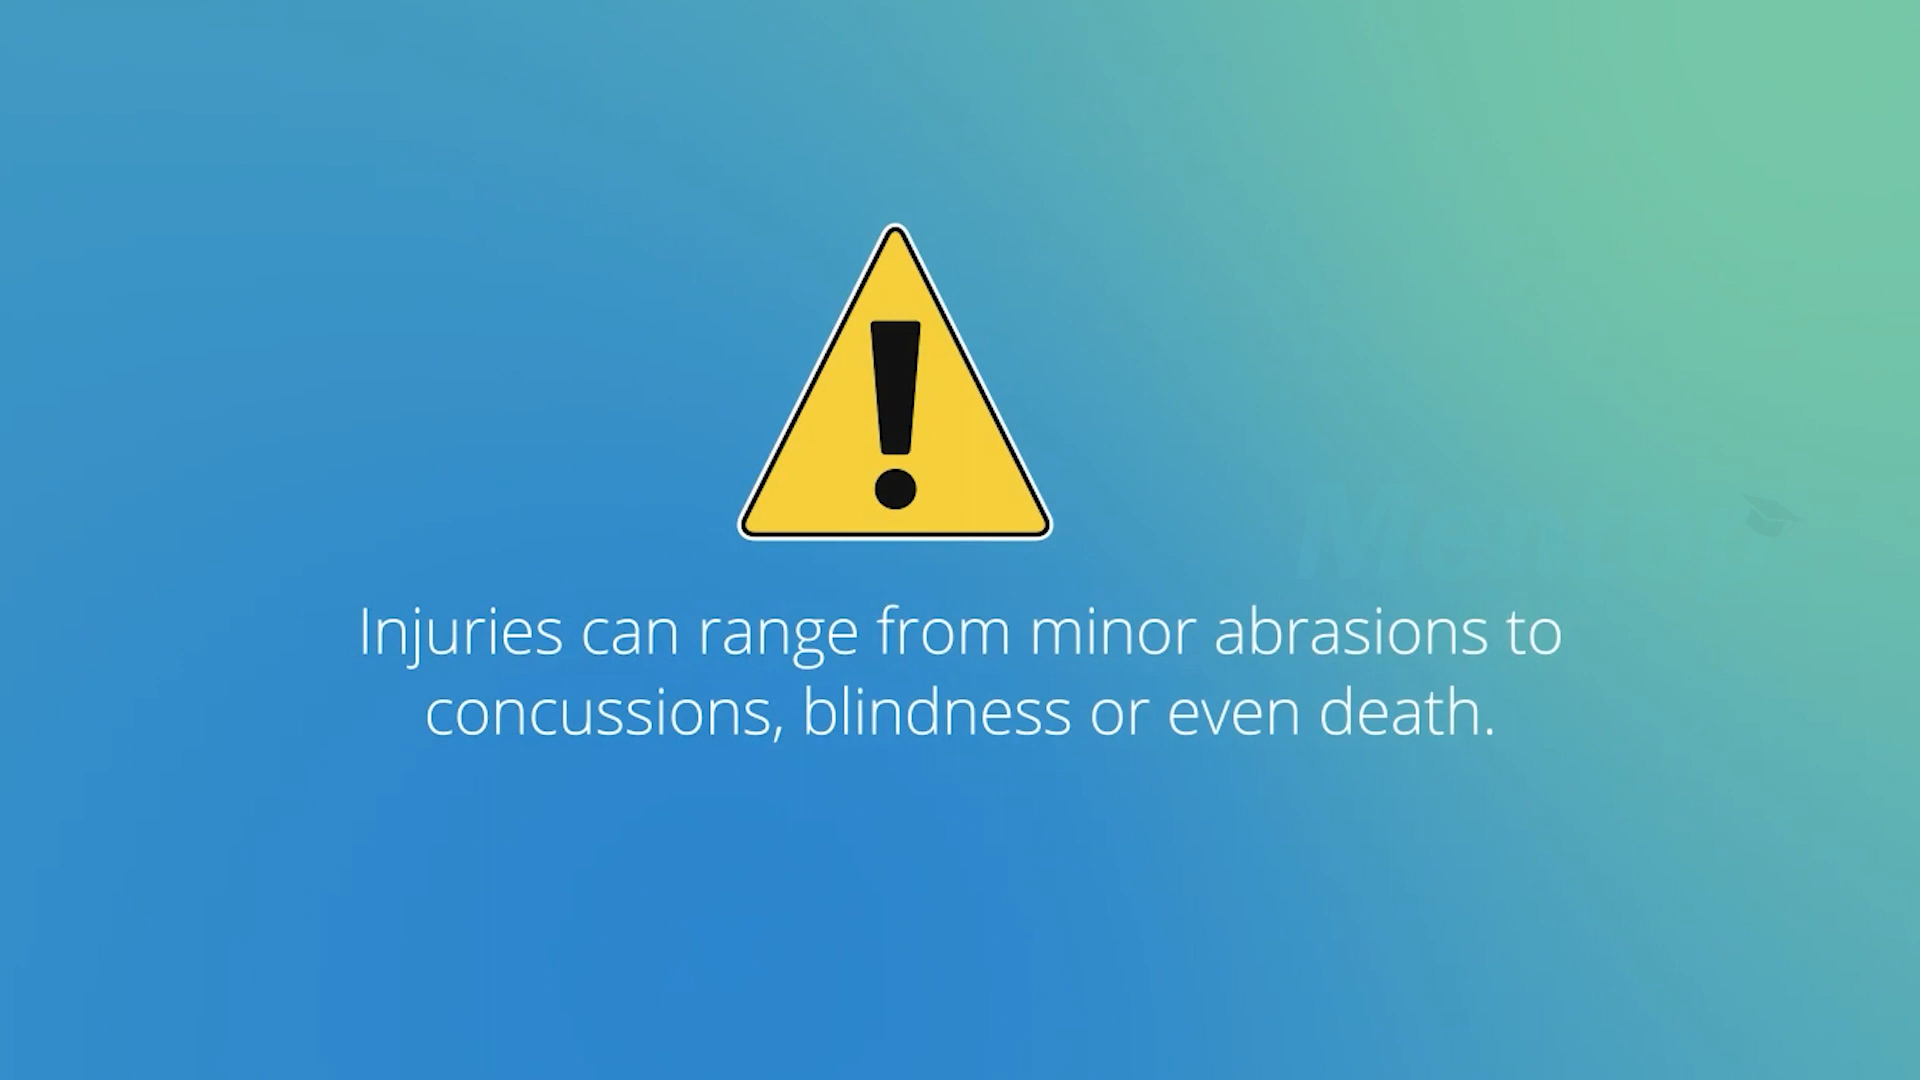 Injuries can range from minor abrasions to
concussions, blindness or even death.